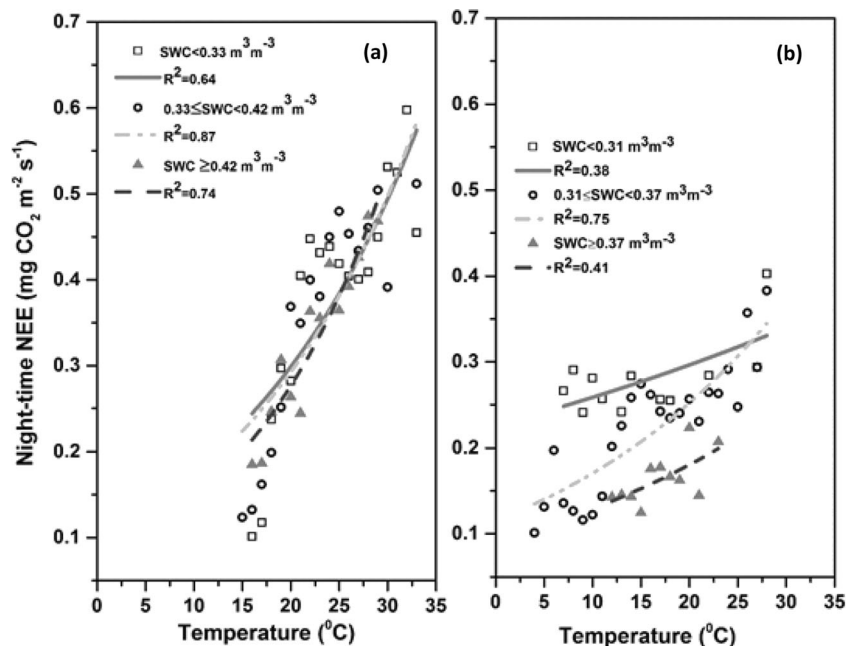 0.7
0.6
0.5
0.4
0.3
0.2
0.1
Night-time NEE (mg CO₂ m⁻² s⁻¹)
(a)
SWC<0.33 m³m⁻³
R²=0.64
0.33≤SWC<0.42 m³m⁻³
R²=0.87
SWC ≥0.42 m³m⁻³
R²=0.74
0 5 10 15 20 25 30 35
Temperature (⁰C)
0.7
0.6
0.5
0.4
0.3
0.2
0.1
(b)
SWC<0.31 m³m⁻³
R²=0.38
0.31≤SWC<0.37 m³m⁻³
R²=0.75
SWC≥0.37 m³m⁻³
R²=0.41
0 5 10 15 20 25 30 35
Temperature (⁰C)